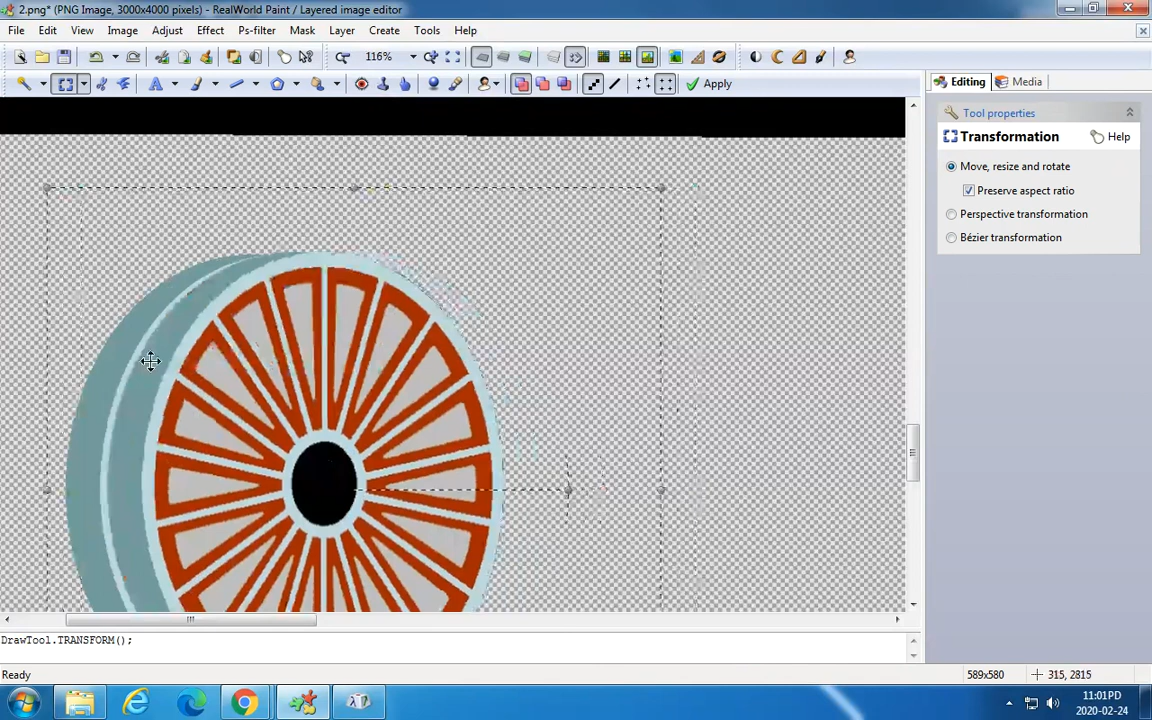 2.png* (PNG Image, 3000x4000 pixels) - RealWorld Paint / Layered image editor
File Edit View Image Adjust Effect Ps-filter Mask Layer Create Tools Help
116%
Apply
Editing Media
Tool properties
Transformation Help
Move, resize and rotate
Preserve aspect ratio
Perspective transformation
Bézier transformation
DrawTool.TRANSFORM();
Ready 589x580 315, 2815
11:01PD
2020-02-24